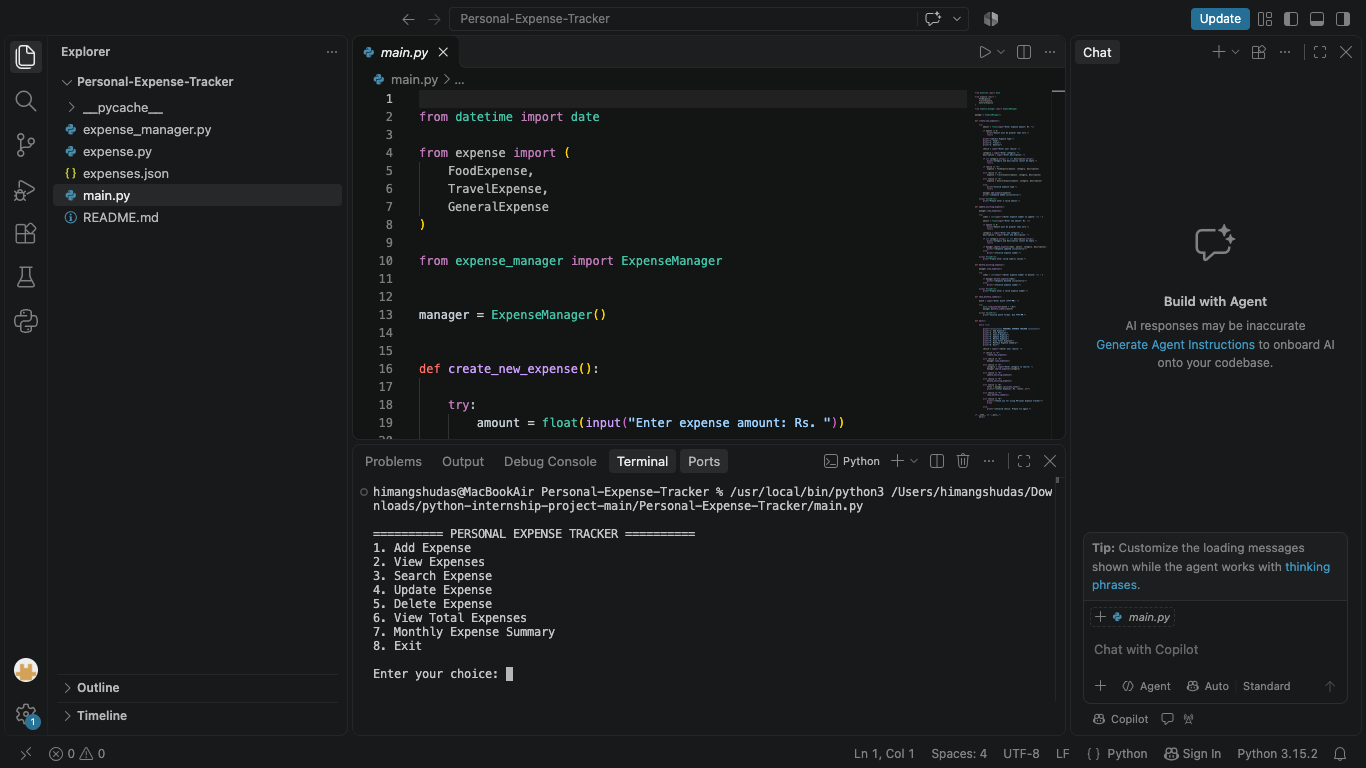 Personal-Expense-Tracker
Update
Explorer
Personal-Expense-Tracker
__pycache__
expense_manager.py
expense.py
{} expenses.json
main.py
README.md
Outline
Timeline
1
main.py
main.py > ...
1
2 from datetime import date
3
4 from expense import (
5 FoodExpense,
6 TravelExpense,
7 GeneralExpense
8 )
9
10 from expense_manager import ExpenseManager
11
12
13 manager = ExpenseManager()
14
15
16 def create_new_expense():
17
18 try:
19 amount = float(input("Enter expense amount: Rs. "))
Problems Output Debug Console Terminal Ports
Python
himangshudas@MacBookAir Personal-Expense-Tracker % /usr/local/bin/python3 /Users/himangshudas/Dow
nloads/python-internship-project-main/Personal-Expense-Tracker/main.py
========== PERSONAL EXPENSE TRACKER ==========
1. Add Expense
2. View Expenses
3. Search Expense
4. Update Expense
5. Delete Expense
6. View Total Expenses
7. Monthly Expense Summary
8. Exit
Enter your choice:
Chat
Build with Agent
AI responses may be inaccurate
Generate Agent Instructions to onboard AI
onto your codebase.
Tip: Customize the loading messages
shown while the agent works with thinking
phrases.
main.py
Chat with Copilot
Agent Auto Standard
Copilot
0 0
Ln 1, Col 1 Spaces: 4 UTF-8 LF {} Python Sign In Python 3.15.2